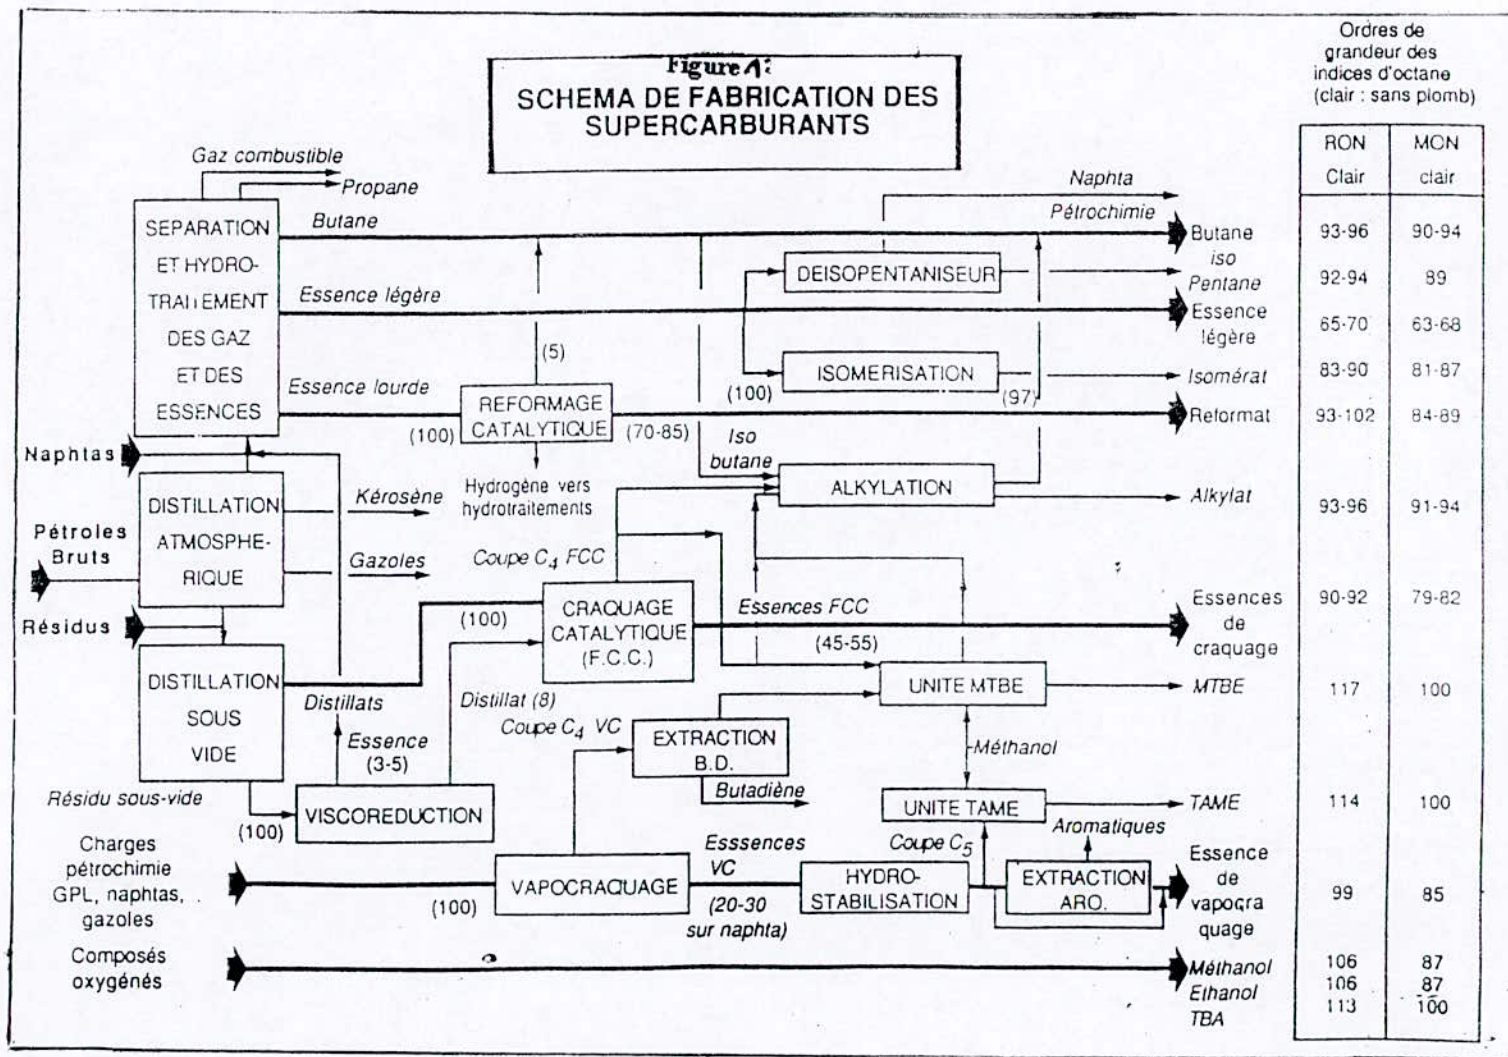 Figure 1:
SCHEMA DE FABRICATION DES
SUPERCARBURANTS
Ordres de
grandeur des
indices d'octane
(clair : sans plomb)
RON
Clair
MON
clair
Gaz combustible
Propane
SEPARATION
ET HYDRO-
TRAITEMENT
DES GAZ
ET DES
ESSENCES
Butane
Essence légère
Essence lourde
(100)
(5)
REFORMAGE
CATALYTIQUE
(70-85)
Hydrogène vers
hydrotraitements
Naphta
Pétrochimie
DEISOPENTANISEUR
ISOMERISATION
(100)
(97)
Iso
butane
ALKYLATION
Butane
93-96
90-94
iso
Pentane
92-94
89
Essence
légère
65-70
63-68
Isomérat
83-90
81-87
Reformat
93-102
84-89
Alkylat
93-96
91-94
Naphtas
DISTILLATION
ATMOSPHE-
RIQUE
Kérosène
Gazoles
Pétroles
Bruts
Résidus
Coupe C4 FCC
(100)
CRAQUAGE
CATALYTIQUE
(F.C.C.)
Essences FCC
(45-55)
Essences
de
craquage
90-92
79-82
DISTILLATION
SOUS
VIDE
Distillats
Essence
(3-5)
Distillat (8)
Coupe C4 VC
EXTRACTION
B.D.
Butadiène
UNITE MTBE
MTBE
117
100
Méthanol
UNITE TAME
TAME
114
100
Résidu sous-vide
(100)
VISCOREDUCTION
Charges
pétrochimie
GPL, naphtas,
gazoles
(100)
VAPOCRAQUAGE
Esssences
VC
(20-30
sur naphta)
HYDRO-
STABILISATION
Coupe C5
Aromatiques
EXTRACTION
ARO.
Essence
de
vapocra
quage
99
85
Composés
oxygénés
Méthanol
106
87
Ethanol
106
87
TBA
113
100